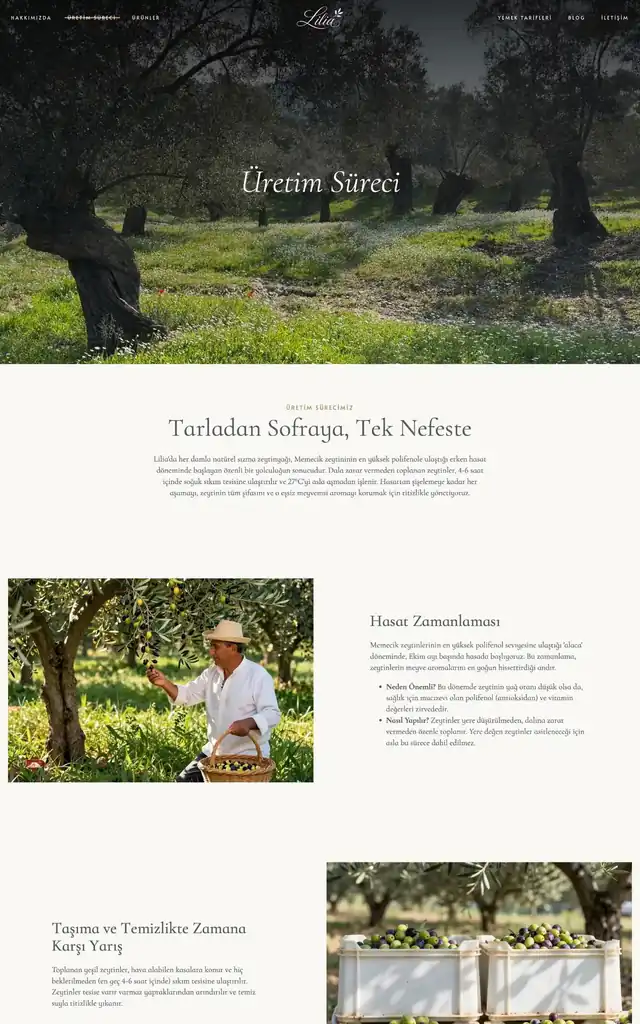 HAKKIMIZDA ÜRETİM SÜRECİ ÜRÜNLER Lilia YEMEK TARİFLERİ BLOG İLETİŞİM
Üretim Süreci
ÜRETİM SÜRECİMİZ
Tarladan Sofraya, Tek Nefeste
Lilia'da her damla natürel sızma zeytinyağı, Memecik zeytininin en yüksek polifenole ulaştığı erken hasat
döneminde başlayan özenli bir yolculuğun sonucudur. Dala zarar vermeden toplanan zeytinler, 4-6 saat
içinde soğuk sıkım tesisine ulaştırılır ve 27°C'yi asla aşmadan işlenir. Hasattan şişelemeye kadar her
aşamayı, zeytinin tüm şifasını ve o eşsiz meyvemsi aromayı korumak için titizlikle yönetiyoruz.
Hasat Zamanlaması
Memecik zeytinlerinin en yüksek polifenol seviyesine ulaştığı 'alaca'
döneminde, Ekim ayı başında hasada başlıyoruz. Bu zamanlama,
zeytinlerin meyve aromalarını en yoğun hissettirdiği andır.
• Neden Önemli? Bu dönemde zeytinin yağ oranı düşük olsa da,
sağlık için mucizevi olan polifenol (antioksidan) ve vitamin
değerleri zirvededir.
• Nasıl Yapılır? Zeytinler yere düşürülmeden, dalına zarar
vermeden özenle toplanır. Yere değen zeytinler asitleneceği için
asla bu sürece dahil edilmez.
Taşıma ve Temizlikte Zamana
Karşı Yarış
Toplanan yeşil zeytinler, hava alabilen kasalara konur ve hiç
beklerilmeden (en geç 4-6 saat içinde) sıkım tesisine ulaştırılır.
Zeytinler tesise varır varmaz yapraklarından arındırılır ve temiz
suyla titizlikle yıkanır.